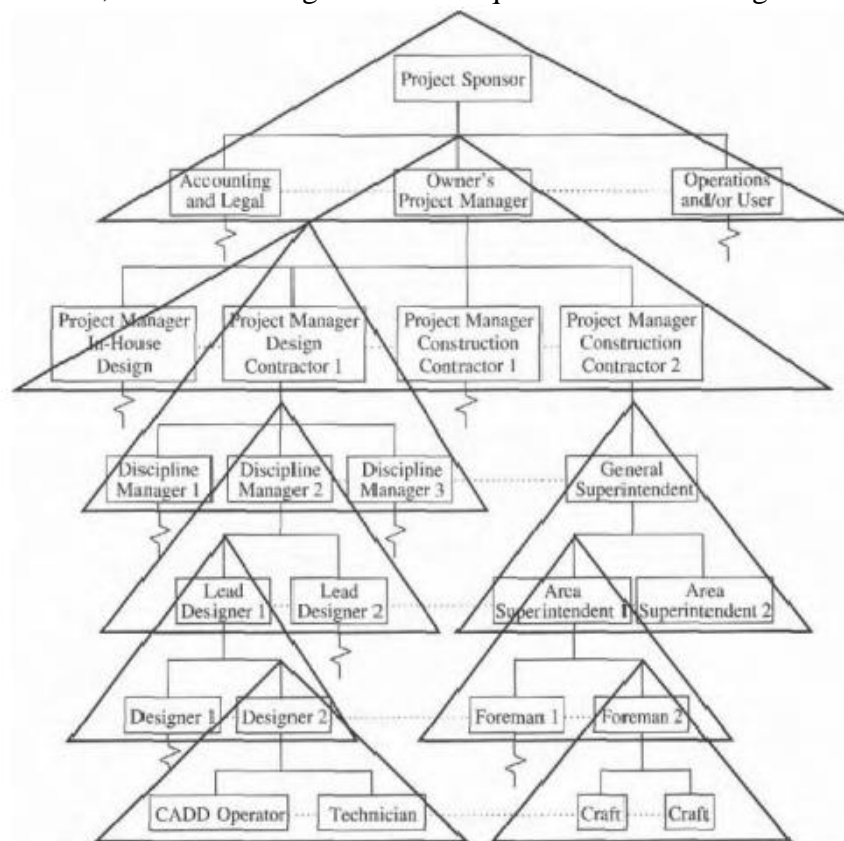 Project Sponsor
Accounting
and Legal
Owner's
Project Manager
Operations
and/or User
Project Manager
In-House
Design
Project Manager
Design
Contractor 1
Project Manager
Construction
Contractor 1
Project Manager
Construction
Contractor 2
Discipline
Manager 1
Discipline
Manager 2
Discipline
Manager 3
General
Superintendent
Lead
Designer 1
Lead
Designer 2
Area
Superintendent 1
Area
Superintendent 2
Designer 1
Designer 2
Foreman 1
Foreman 2
CADD Operator
Technician
Craft
Craft